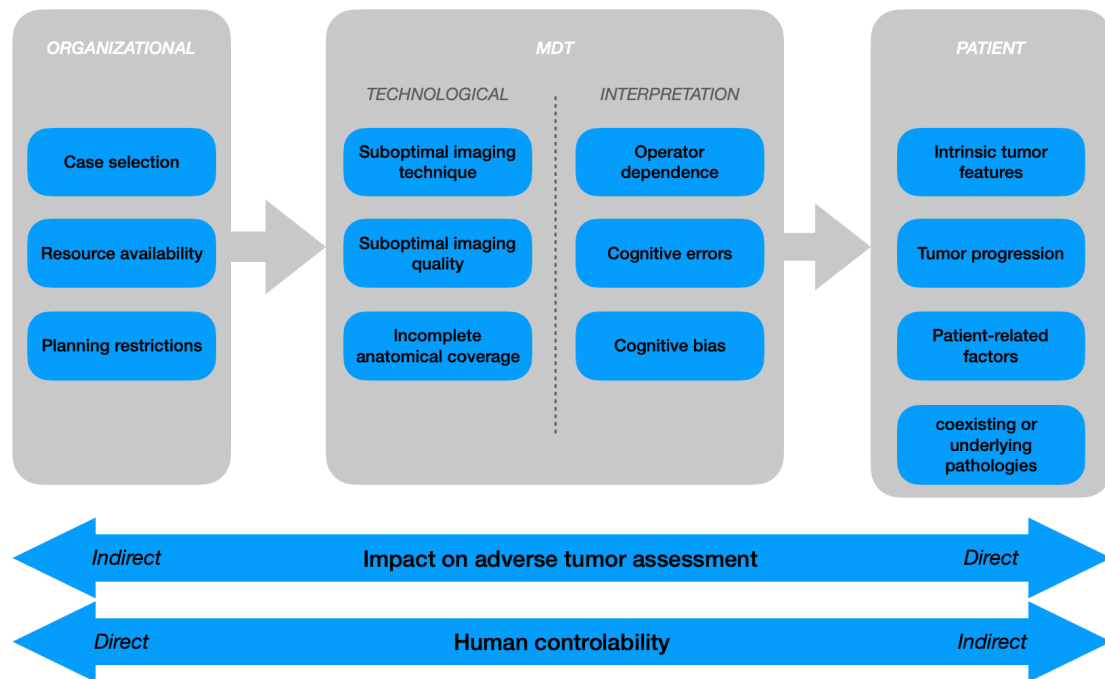 ORGANIZATIONAL
Case selection
Resource availability
Planning restrictions
MDT
TECHNOLOGICAL
Suboptimal imaging
technique
Suboptimal imaging
quality
Incomplete
anatomical coverage
INTERPRETATION
Operator
dependence
Cognitive errors
Cognitive bias
PATIENT
Intrinsic tumor
features
Tumor progression
Patient-related
factors
coexisting or
underlying
pathologies
Indirect
Impact on adverse tumor assessment
Direct
Direct
Human controlability
Indirect